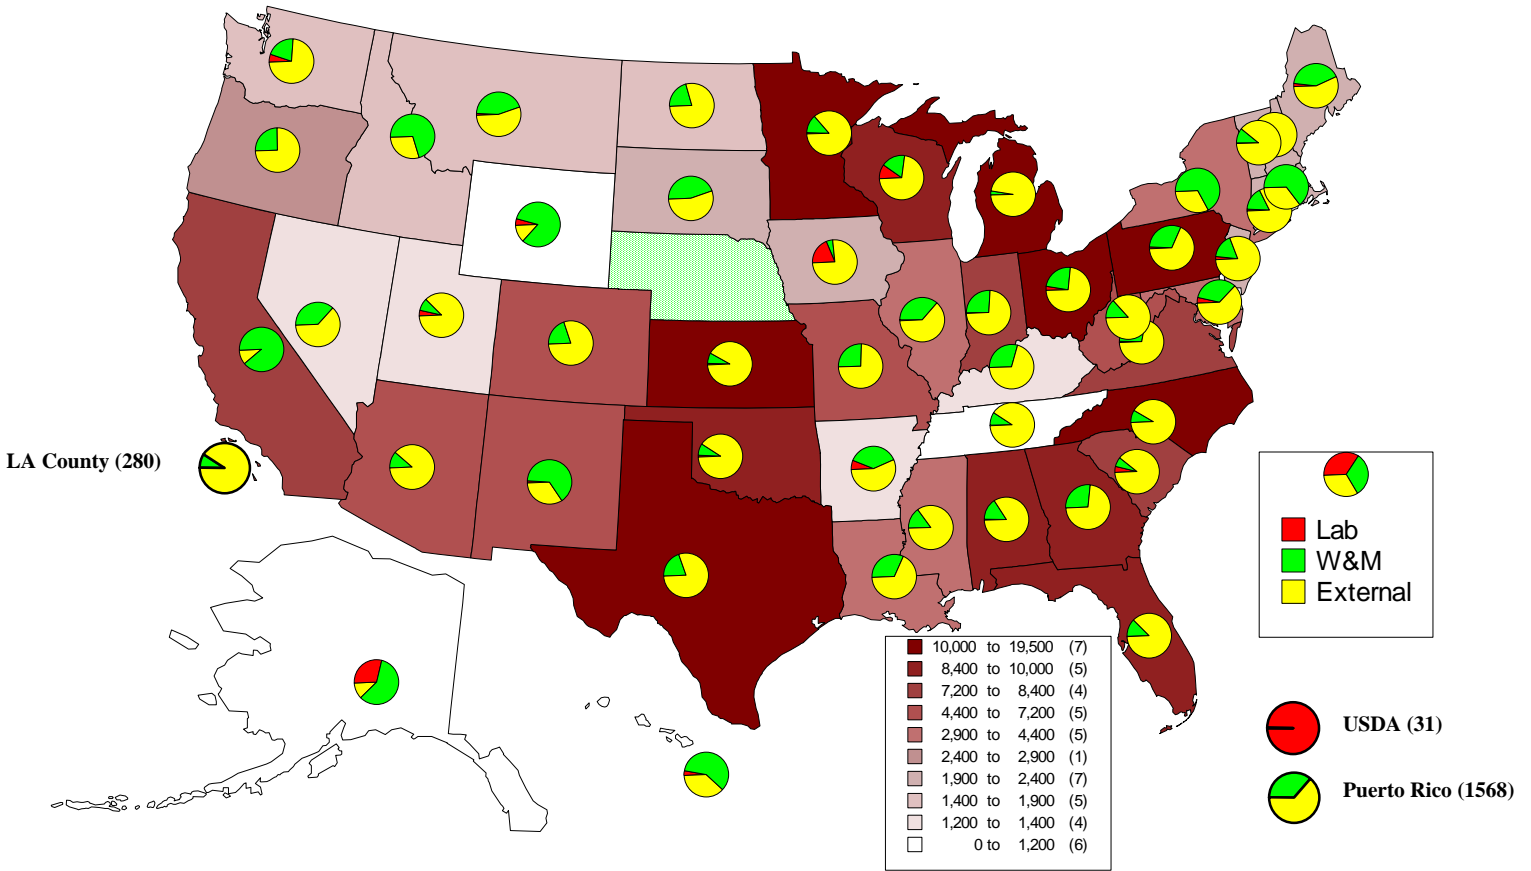 LA County (280)
Lab
W&M
External
10,000 to 19,500 (7)
8,400 to 10,000 (5)
7,200 to 8,400 (4)
4,400 to 7,200 (5)
2,900 to 4,400 (5)
2,400 to 2,900 (1)
1,900 to 2,400 (7)
1,400 to 1,900 (5)
1,200 to 1,400 (4)
0 to 1,200 (6)
USDA (31)
Puerto Rico (1568)